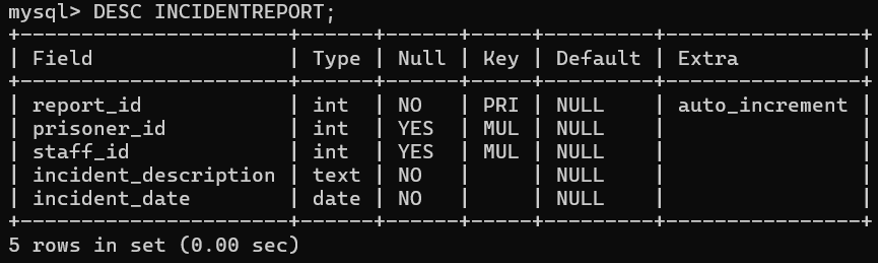 mysql> DESC INCIDENTREPORT;
+----------------------+------+------+-----+---------+----------------+
| Field                | Type | Null | Key | Default | Extra          |
+----------------------+------+------+-----+---------+----------------+
| report_id            | int  | NO   | PRI | NULL    | auto_increment |
| prisoner_id          | int  | YES  | MUL | NULL    |                |
| staff_id             | int  | YES  | MUL | NULL    |                |
| incident_description | text | NO   |     | NULL    |                |
| incident_date        | date | NO   |     | NULL    |                |
+----------------------+------+------+-----+---------+----------------+
5 rows in set (0.00 sec)